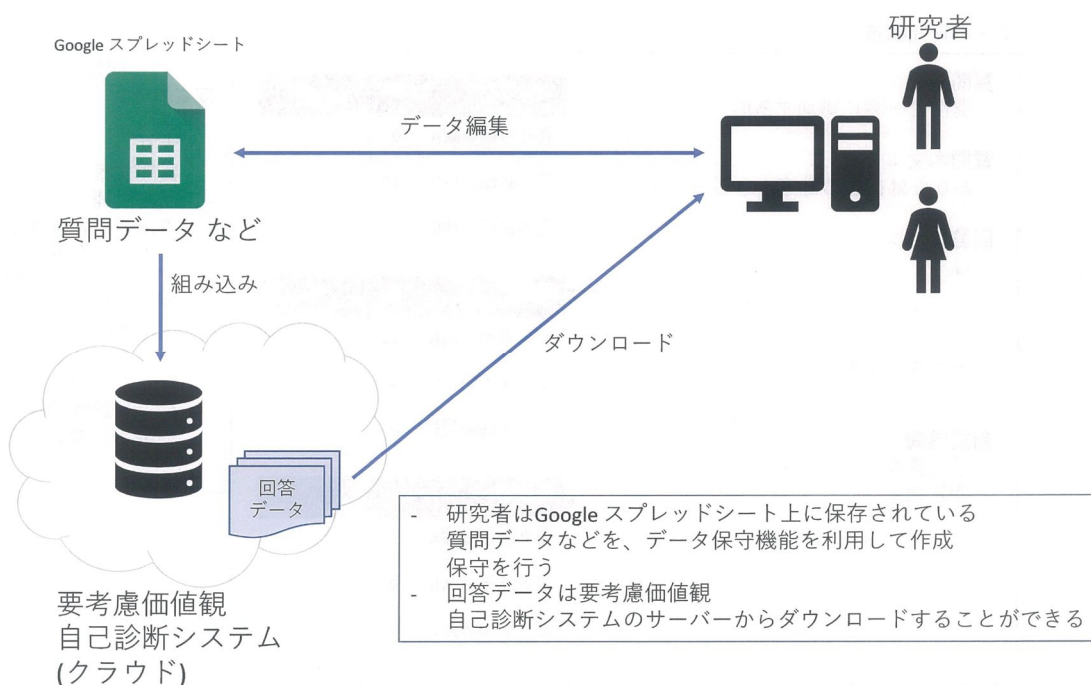 Google スプレッドシート
研究者
データ編集
質問データ など
組み込み
ダウンロード
回答
データ
- 研究者はGoogle スプレッドシート上に保存されている
質問データなどを、データ保守機能を利用して作成
保守を行う
- 回答データは要考慮価値観
自己診断システムのサーバーからダウンロードすることができる
要考慮価値観
自己診断システム
(クラウド)